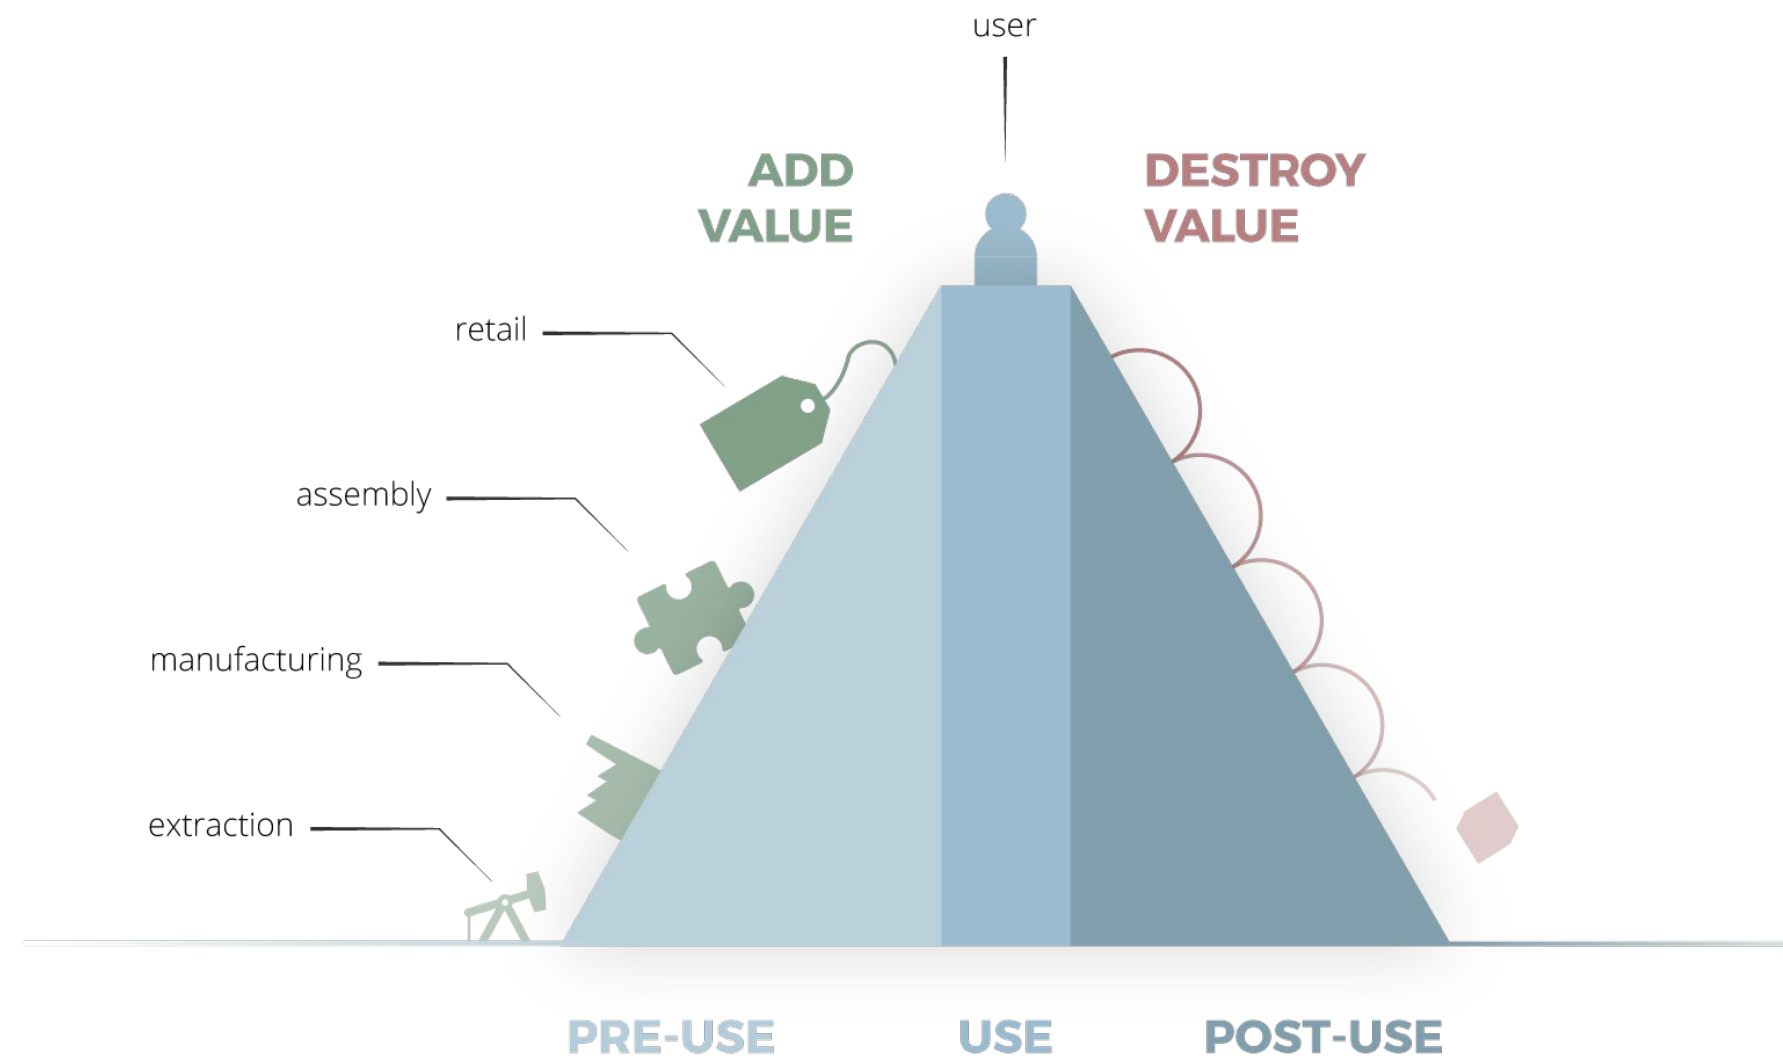 user
ADD
VALUE
DESTROY
VALUE
retail
assembly
manufacturing
extraction
PRE-USE
USE
POST-USE